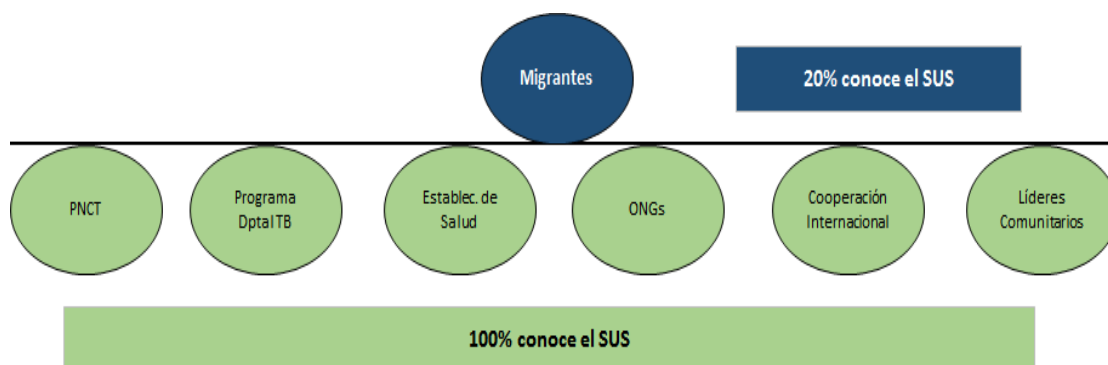 Migrantes
20% conoce el SUS
PNCT
Programa
Dptal TB
Establec. de
Salud
ONGs
Cooperación
Internacional
Líderes
Comunitarios
100% conoce el SUS